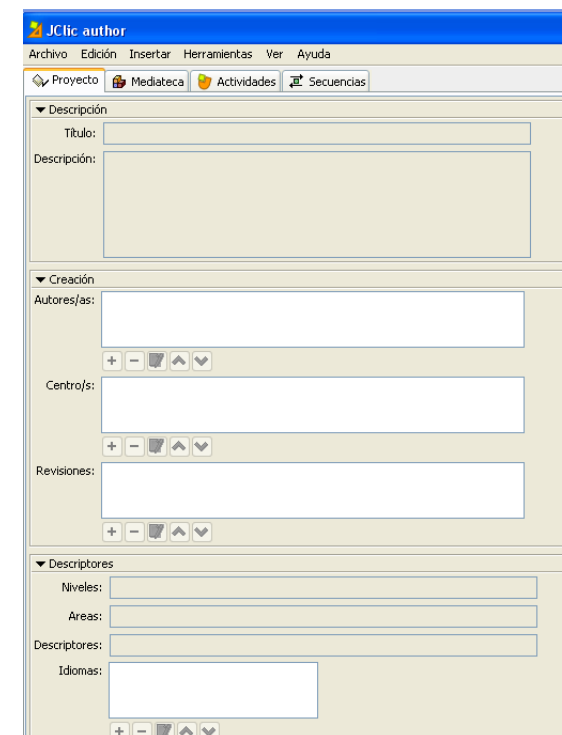 JClic author
Archivo Edición Insertar Herramientas Ver Ayuda
Proyecto Mediateca Actividades Secuencias
Descripción
Título:
Descripción:
Creación
Autores/as:
Centro/s:
Revisiones:
Descriptores
Niveles:
Areas:
Descriptores:
Idiomas: